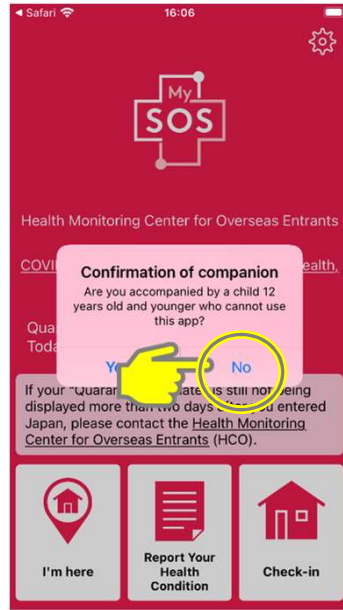 Safari
16:06
My
SOS
Health Monitoring Center for Overseas Entrants
COVI ealth,
Confirmation of companion
Are you accompanied by a child 12
years old and younger who cannot use
this app?
Qua
Toda
Ye No
If your "Quaran date" is still not being
displayed more than two days after you entered
Japan, please contact the Health Monitoring
Center for Overseas Entrants (HCO).
I'm here
Report Your
Health
Condition
Check-in